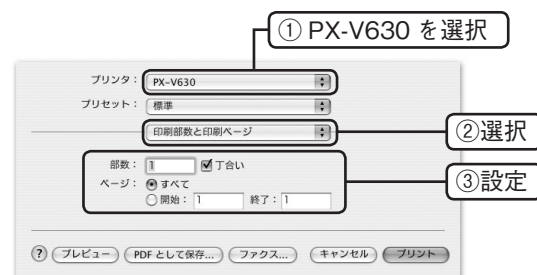 ① PX-V630 を選択
プリンタ： PX-V630
プリセット： 標準
印刷部数と印刷ページ
②選択
部数： 1 丁合い
③設定
ページ： すべて
開始： 1 終了： 1
? プレビュー PDF として保存... ファクス... キャンセル プリント